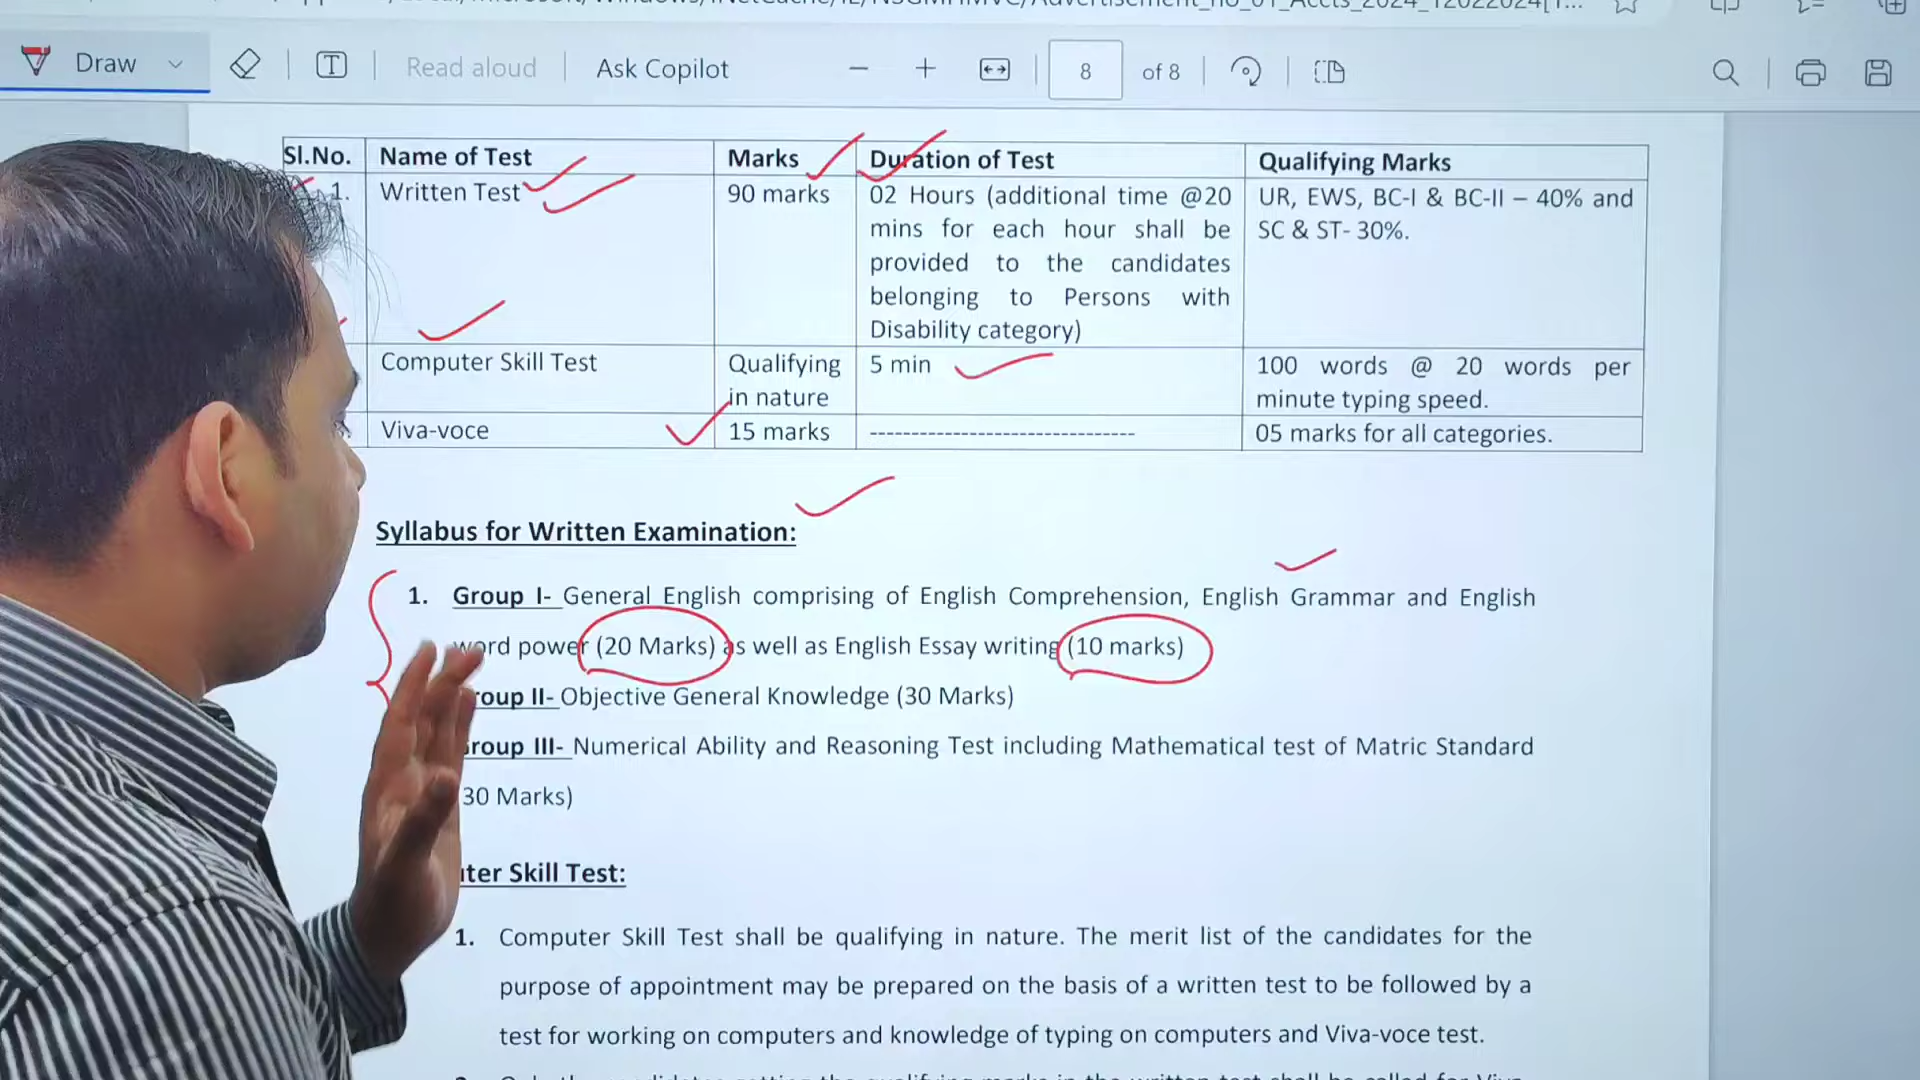 Draw
Read aloud
Ask Copilot
8
of 8
Sl.No. Name of Test Marks Duration of Test Qualifying Marks
1. Written Test 90 marks 02 Hours (additional time @20 mins for each hour shall be provided to the candidates belonging to Persons with Disability category) UR, EWS, BC-I & BC-II – 40% and SC & ST- 30%.
Computer Skill Test Qualifying in nature 5 min 100 words @ 20 words per minute typing speed.
Viva-voce 15 marks ------------------------------- 05 marks for all categories.
Syllabus for Written Examination:
1. Group I- General English comprising of English Comprehension, English Grammar and English
word power (20 Marks) as well as English Essay writing (10 marks)
oup II- Objective General Knowledge (30 Marks)
Group III- Numerical Ability and Reasoning Test including Mathematical test of Matric Standard
30 Marks)
ter Skill Test:
1. Computer Skill Test shall be qualifying in nature. The merit list of the candidates for the
purpose of appointment may be prepared on the basis of a written test to be followed by a
test for working on computers and knowledge of typing on computers and Viva-voce test.